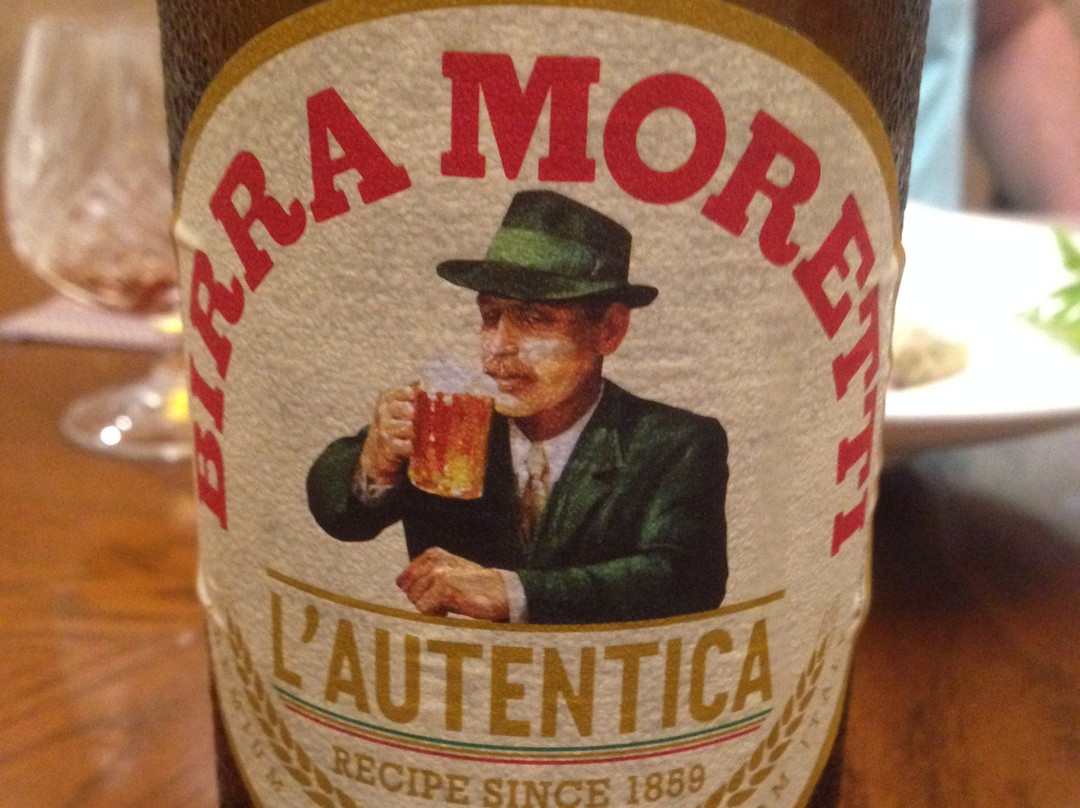 BIRRA MORETTI
L'AUTENTICA
RECIPE SINCE 1859